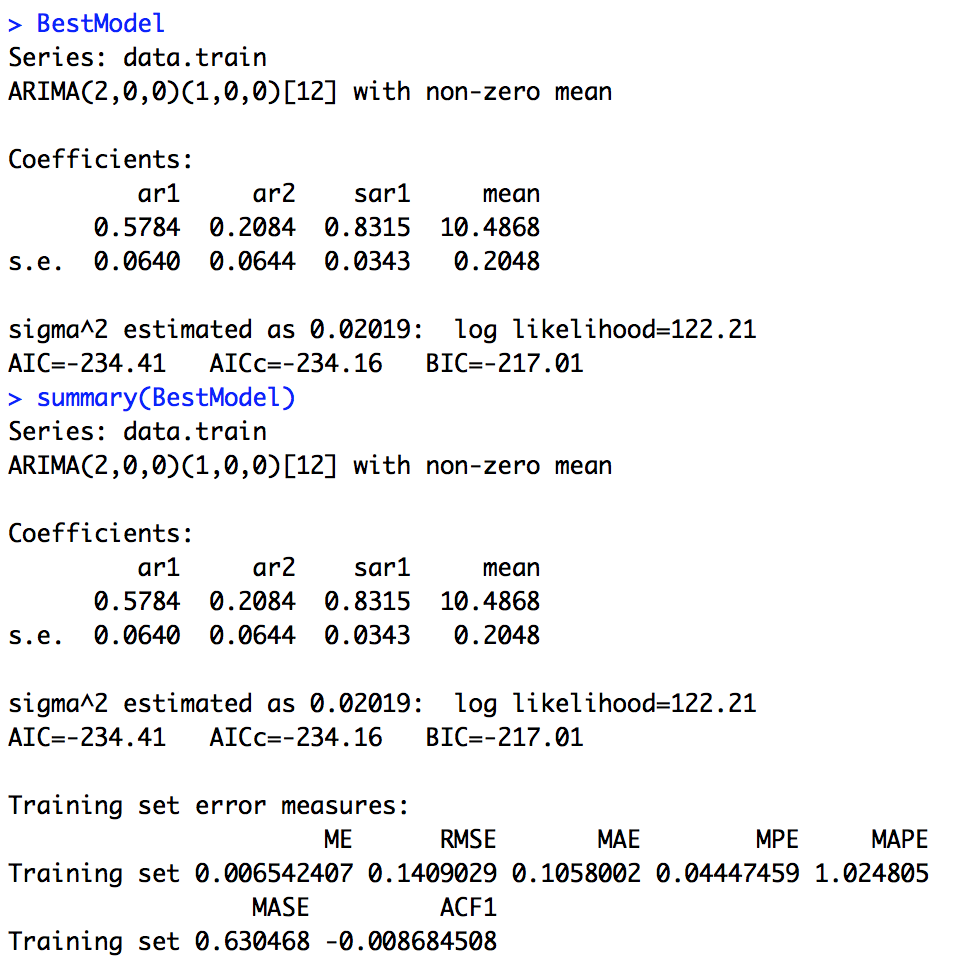 > BestModel
Series: data.train
ARIMA(2,0,0)(1,0,0)[12] with non-zero mean
Coefficients:
ar1 ar2 sar1 mean
0.5784 0.2084 0.8315 10.4868
s.e. 0.0640 0.0644 0.0343 0.2048
sigma^2 estimated as 0.02019: log likelihood=122.21
AIC=-234.41 AICc=-234.16 BIC=-217.01
> summary(BestModel)
Series: data.train
ARIMA(2,0,0)(1,0,0)[12] with non-zero mean
Coefficients:
ar1 ar2 sar1 mean
0.5784 0.2084 0.8315 10.4868
s.e. 0.0640 0.0644 0.0343 0.2048
sigma^2 estimated as 0.02019: log likelihood=122.21
AIC=-234.41 AICc=-234.16 BIC=-217.01
Training set error measures:
ME RMSE MAE MPE MAPE
Training set 0.006542407 0.1409029 0.1058002 0.04447459 1.024805
MASE ACF1
Training set 0.630468 -0.008684508